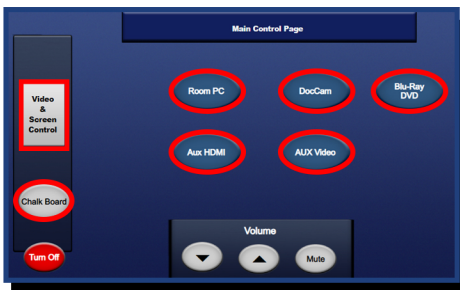 Main Control Page
Video
&
Screen
Control
Room PC
DocCam
Blu-Ray
DVD
Aux HDMI
AUX Video
Chalk Board
Turn Off
Volume
Mute